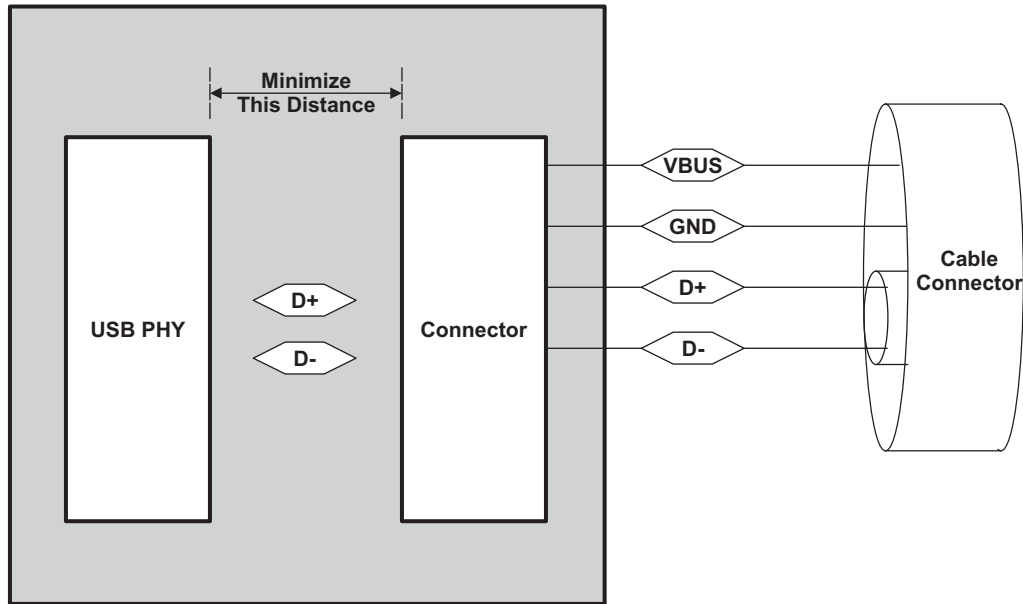 Minimize
This Distance
VBUS
GND
D+
D-
Cable
Connector
USB PHY
D+
D-
Connector